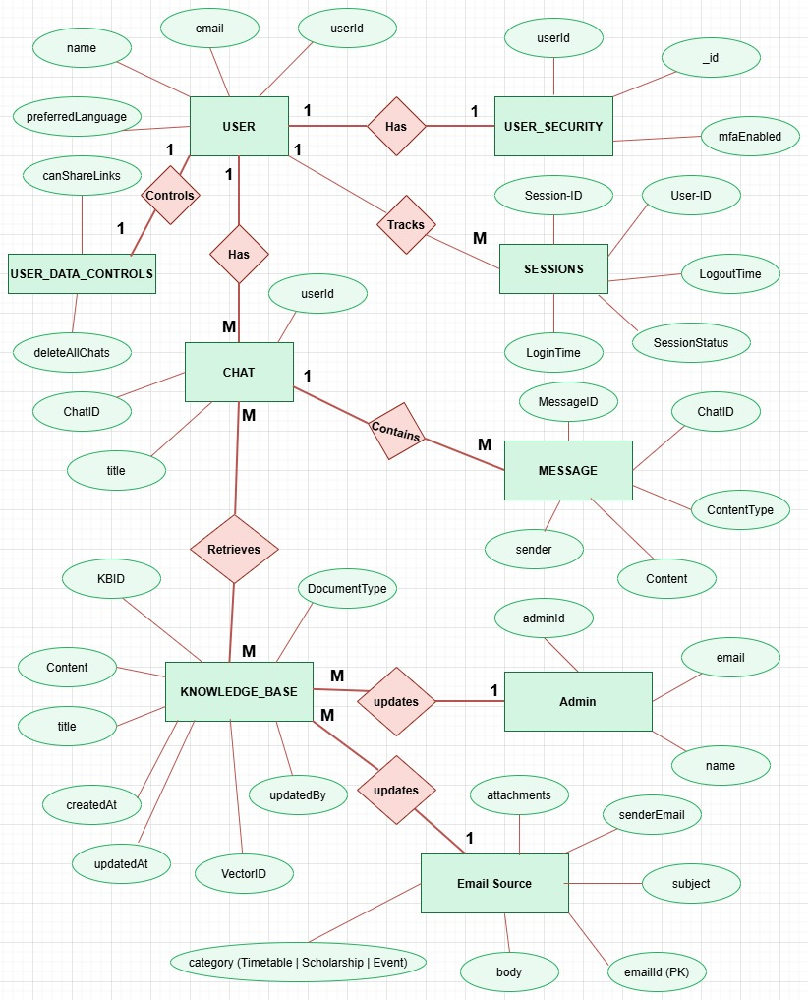 email
userId
name
userId
_id
preferredLanguage
USER
1
Has
1
USER_SECURITY
mfaEnabled
1
1
canShareLinks
1
Controls
Session-ID
User-ID
Tracks
M
1
Has
USER_DATA_CONTROLS
SESSIONS
LogoutTime
userId
M
deleteAllChats
LoginTime
SessionStatus
CHAT
1
ChatID
M
MessageID
ChatID
Contains
M
title
MESSAGE
ContentType
sender
Content
Retrieves
KBID
DocumentType
adminId
M
Content
email
KNOWLEDGE_BASE
M
updates
1
Admin
title
M
name
createdAt
updatedBy
updates
attachments
senderEmail
1
updatedAt
VectorID
Email Source
subject
category (Timetable | Scholarship | Event)
body
emailId (PK)